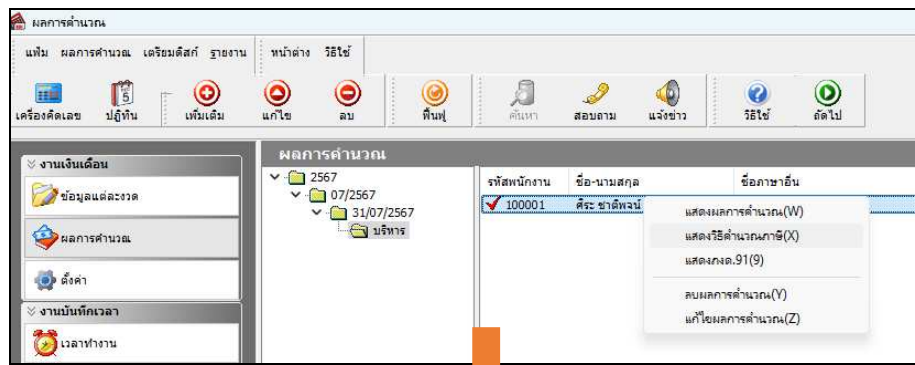 ผลการคำนวณ
แฟ้ม ผลการคำนวณ เตรียมดิสก์ รายงาน หน้าต่าง วิธีใช้
เครื่องคิดเลข ปฏิทิน เพิ่มเติม แก้ไข ลบ ฟื้นฟู ค้นหา สอบถาม แจ้งข่าว วิธีใช้ ถัดไป
งานเงินเดือน
ข้อมูลแต่ละงวด
ผลการคำนวณ
ตั้งค่า
งานบันทึกเวลา
เวลาทำงาน
ผลการคำนวณ
2567
07/2567
31/07/2567
บริหาร
รหัสพนักงาน ชื่อ-นามสกุล ชื่อภาษาอื่น
100001 ศิระ ชาติพจน์
แสดงผลการคำนวณ(W)
แสดงวิธีคำนวณภาษี(X)
แสดงภงด.91(9)
ลบผลการคำนวณ(Y)
แก้ไขผลการคำนวณ(Z)